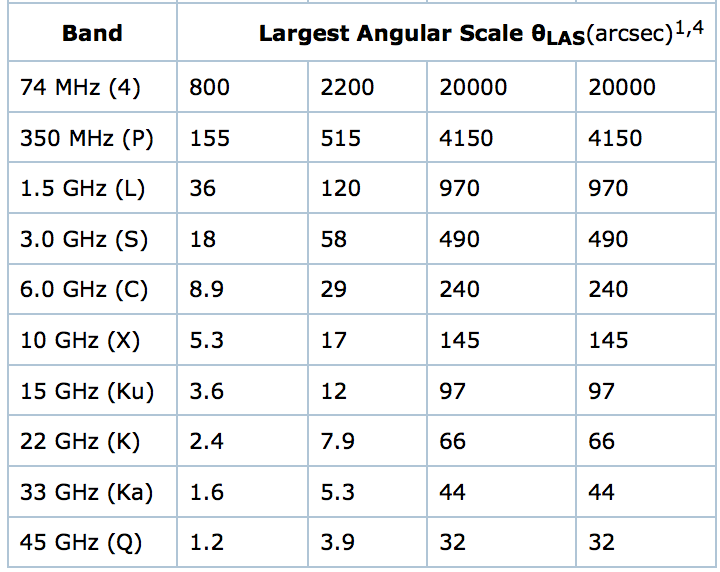 Band Largest Angular Scale θLAS(arcsec)1,4
74 MHz (4) 800 2200 20000 20000
350 MHz (P) 155 515 4150 4150
1.5 GHz (L) 36 120 970 970
3.0 GHz (S) 18 58 490 490
6.0 GHz (C) 8.9 29 240 240
10 GHz (X) 5.3 17 145 145
15 GHz (Ku) 3.6 12 97 97
22 GHz (K) 2.4 7.9 66 66
33 GHz (Ka) 1.6 5.3 44 44
45 GHz (Q) 1.2 3.9 32 32